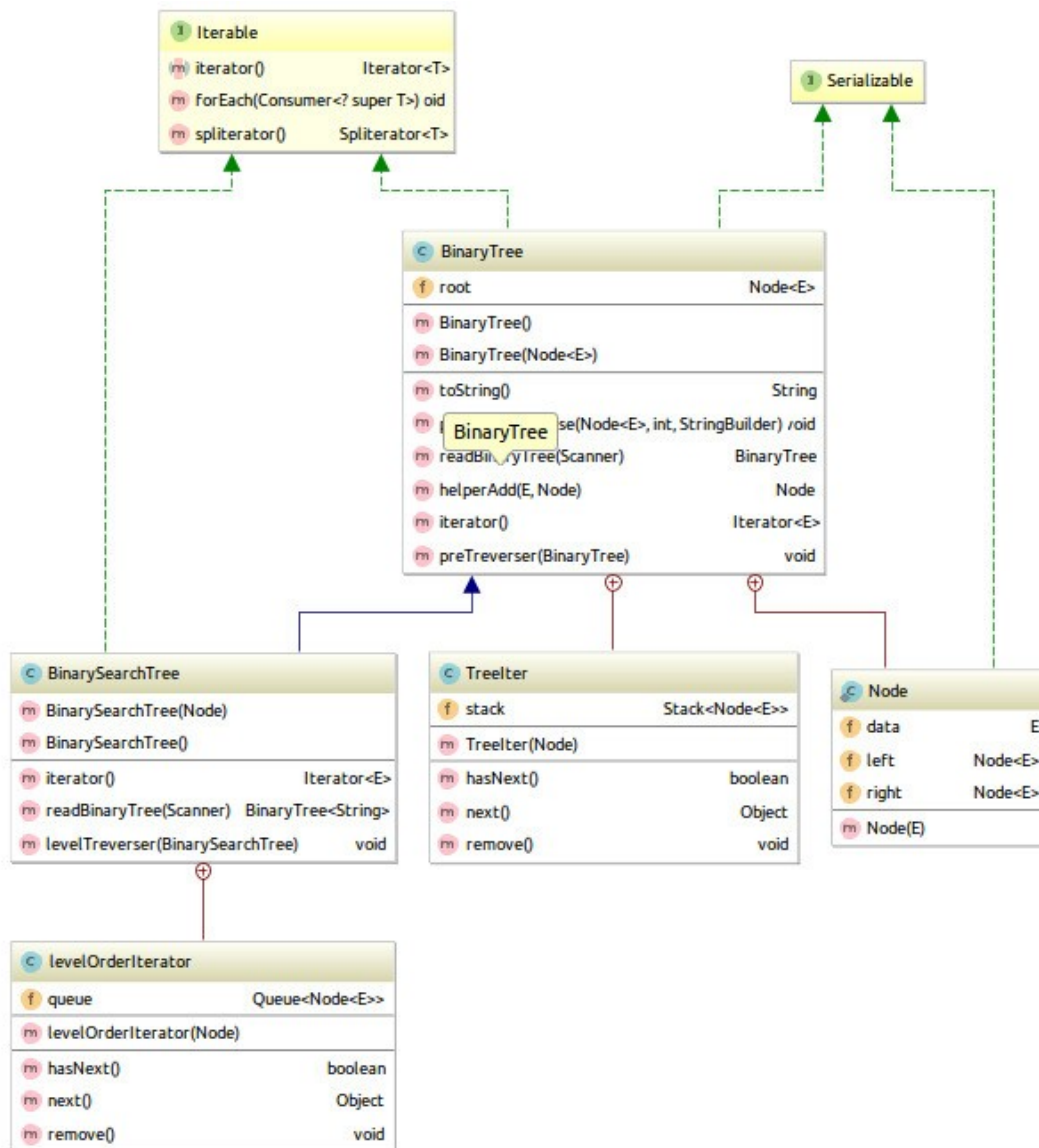 Iterable
iterator() Iterator<T>
forEach(Consumer<? super T>) oid
spliterator() Spliterator<T>
Serializable
BinaryTree
root Node<E>
BinaryTree()
BinaryTree(Node<E>)
toString() String
se(Node<E>, int, StringBuilder) void
BinaryTree
readBinaryTree(Scanner) BinaryTree
helperAdd(E, Node) Node
iterator() Iterator<E>
preTreverser(BinaryTree) void
BinarySearchTree
BinarySearchTree(Node)
BinarySearchTree()
iterator() Iterator<E>
readBinaryTree(Scanner) BinaryTree<String>
levelTreverser(BinarySearchTree) void
TreeIter
stack Stack<Node<E>>
TreeIter(Node)
hasNext() boolean
next() Object
remove() void
Node
data E
left Node<E>
right Node<E>
Node(E)
levelOrderIterator
queue Queue<Node<E>>
levelOrderIterator(Node)
hasNext() boolean
next() Object
remove() void